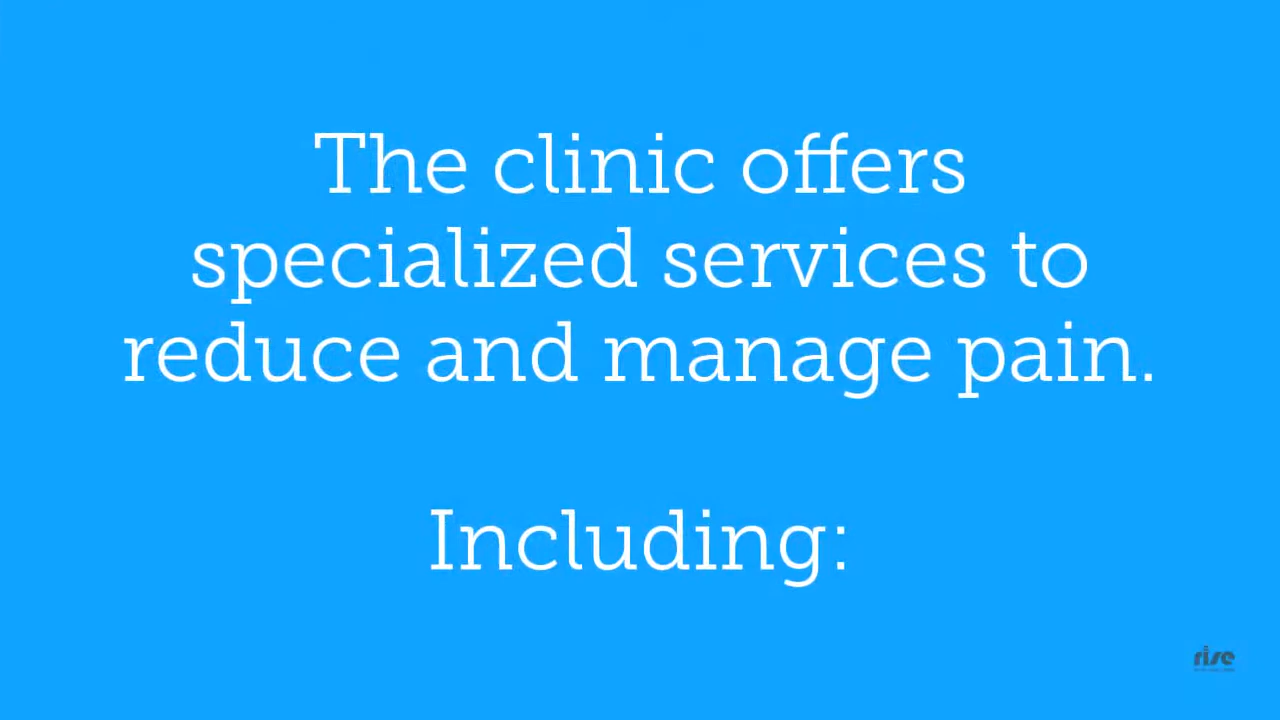 The clinic offers
specialized services to
reduce and manage pain.
Including:
rise